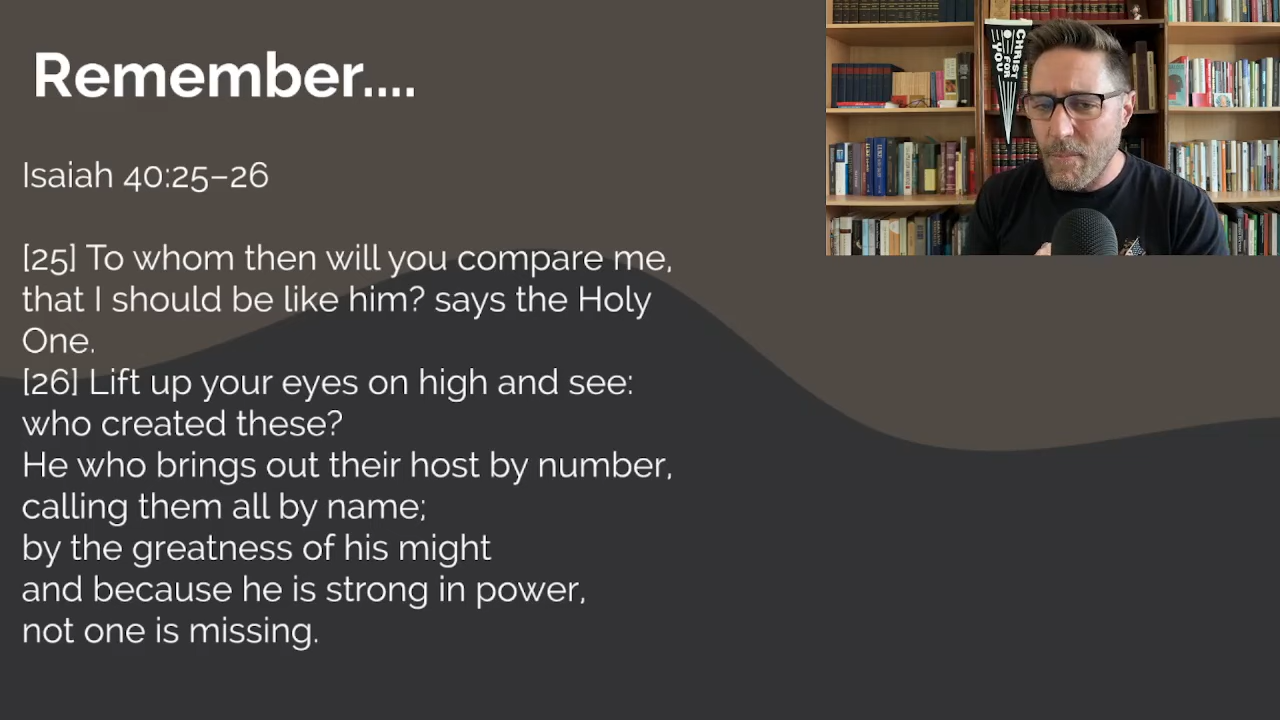 Remember....
Isaiah 40:25–26
[25] To whom then will you compare me,
that I should be like him? says the Holy
One.
[26] Lift up your eyes on high and see:
who created these?
He who brings out their host by number,
calling them all by name;
by the greatness of his might
and because he is strong in power,
not one is missing.
CHRIST
FOR
YOU